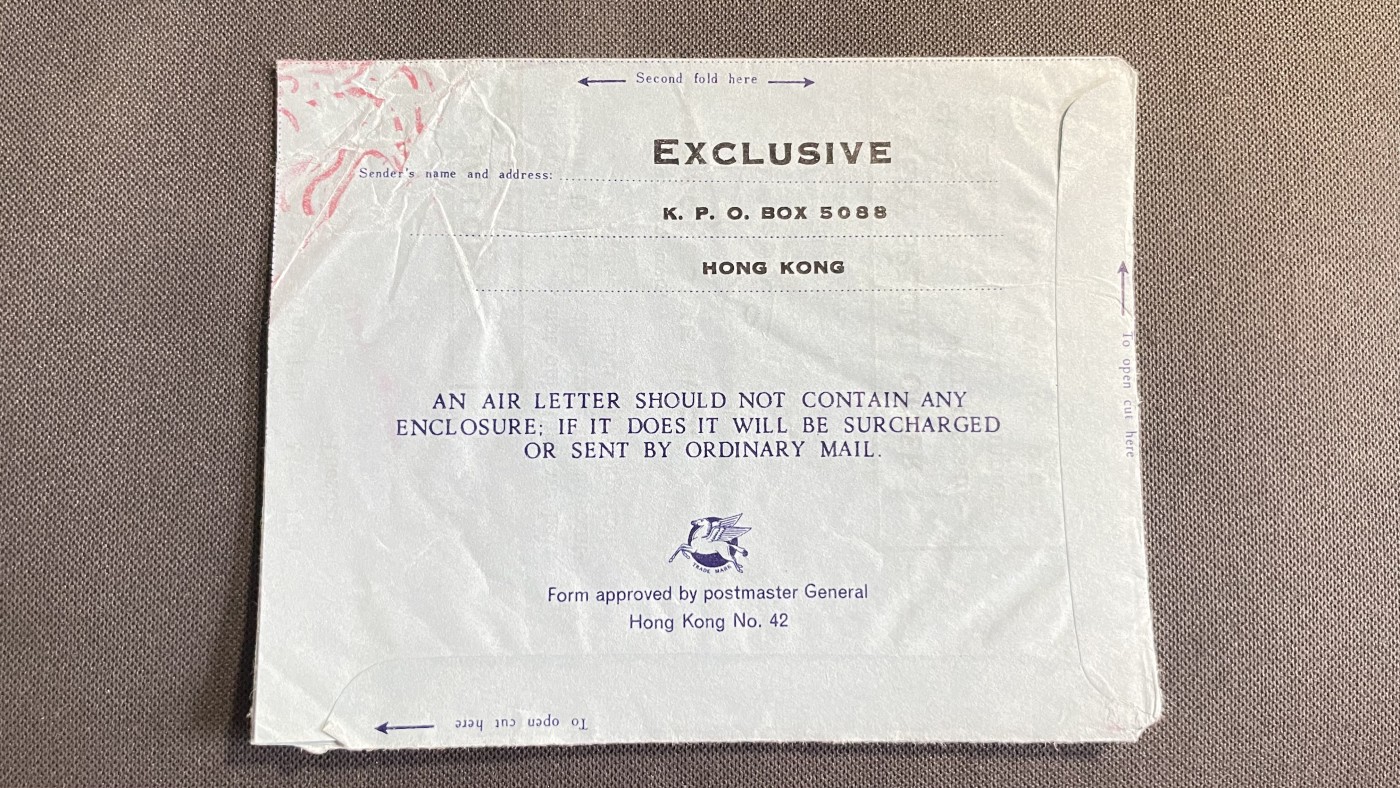 Second fold here
EXCLUSIVE
Sender's name and address:
K. P. O. BOX 5088
HONG KONG
To open cut here
AN AIR LETTER SHOULD NOT CONTAIN ANY
ENCLOSURE; IF IT DOES IT WILL BE SURCHARGED
OR SENT BY ORDINARY MAIL.
TRADE MARK
Form approved by postmaster General
Hong Kong No. 42
To open cut here